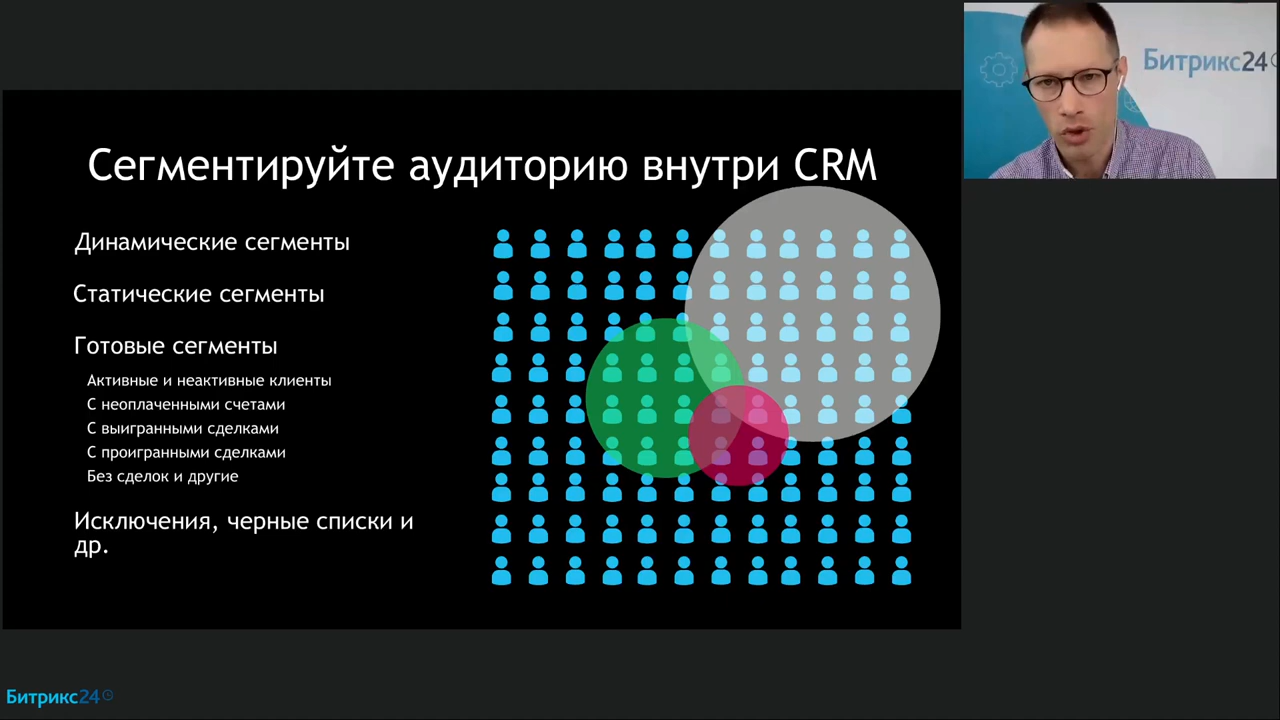 Битрикс24
Сегментируйте аудиторию внутри CRM
Динамические сегменты
Статические сегменты
Готовые сегменты
Активные и неактивные клиенты
С неоплаченными счетами
С выигранными сделками
С проигранными сделками
Без сделок и другие
Исключения, черные списки и
др.
Битрикс24